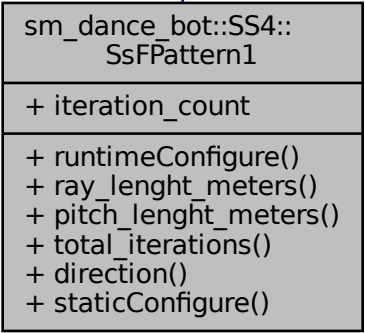 sm_dance_bot::SS4::
SsFPattern1
+ iteration_count
+ runtimeConfigure()
+ ray_lenght_meters()
+ pitch_lenght_meters()
+ total_iterations()
+ direction()
+ staticConfigure()